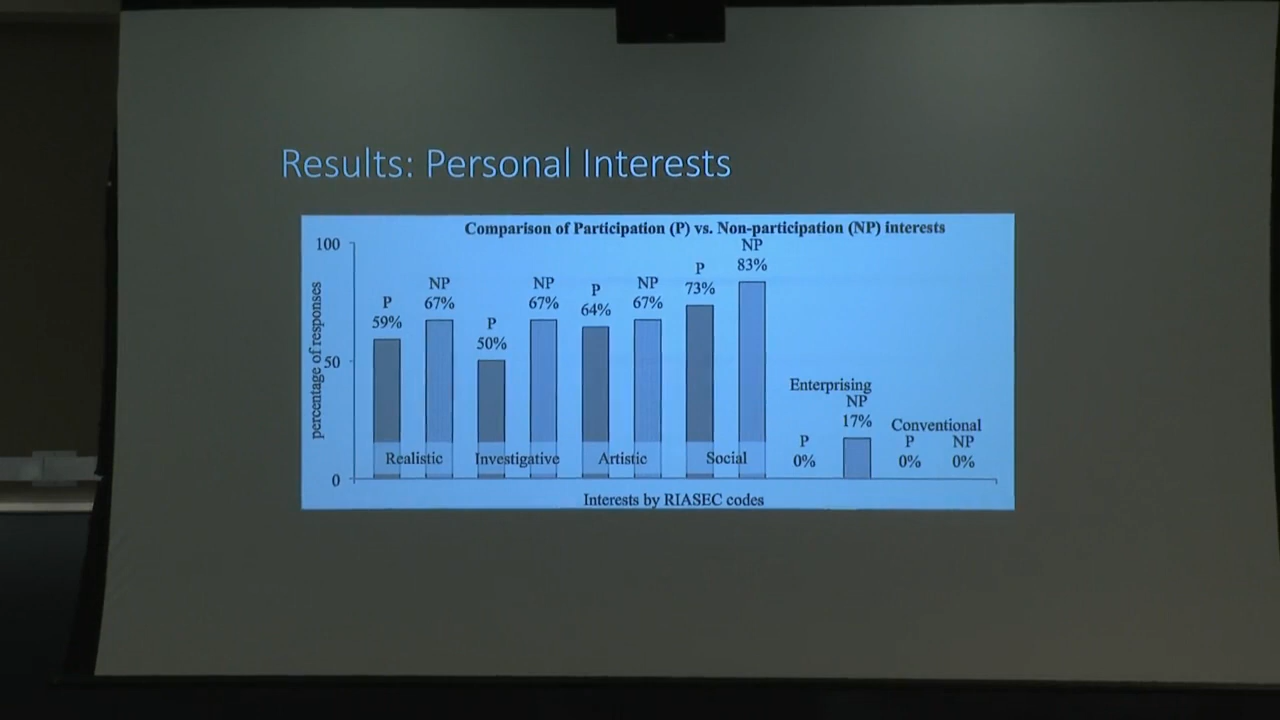 Results: Personal Interests
Comparison of Participation (P) vs. Non-participation (NP) interests
percentage of responses
100
50
0
P
59%
NP
67%
P
50%
NP
67%
P
64%
NP
67%
P
73%
NP
83%
Enterprising
P
0%
NP
17%
Conventional
P
0%
NP
0%
Realistic
Investigative
Artistic
Social
Interests by RIASEC codes